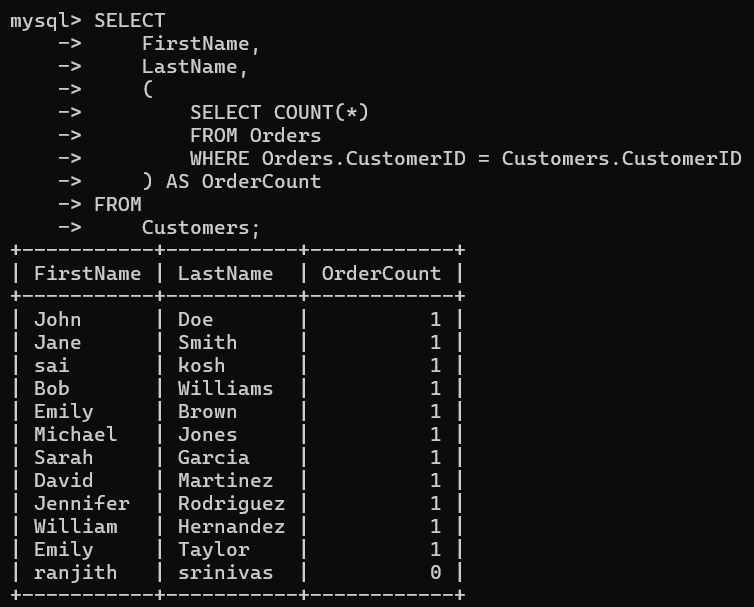 mysql> SELECT
    ->     FirstName,
    ->     LastName,
    ->     (
    ->         SELECT COUNT(*)
    ->         FROM Orders
    ->         WHERE Orders.CustomerID = Customers.CustomerID
    ->     ) AS OrderCount
    -> FROM
    ->     Customers;
+-----------+-----------+------------+
| FirstName | LastName  | OrderCount |
+-----------+-----------+------------+
| John      | Doe       |          1 |
| Jane      | Smith     |          1 |
| sai       | kosh      |          1 |
| Bob       | Williams  |          1 |
| Emily     | Brown     |          1 |
| Michael   | Jones     |          1 |
| Sarah     | Garcia    |          1 |
| David     | Martinez  |          1 |
| Jennifer  | Rodriguez |          1 |
| William   | Hernandez |          1 |
| Emily     | Taylor    |          1 |
| ranjith   | srinivas  |          0 |
+-----------+-----------+------------+